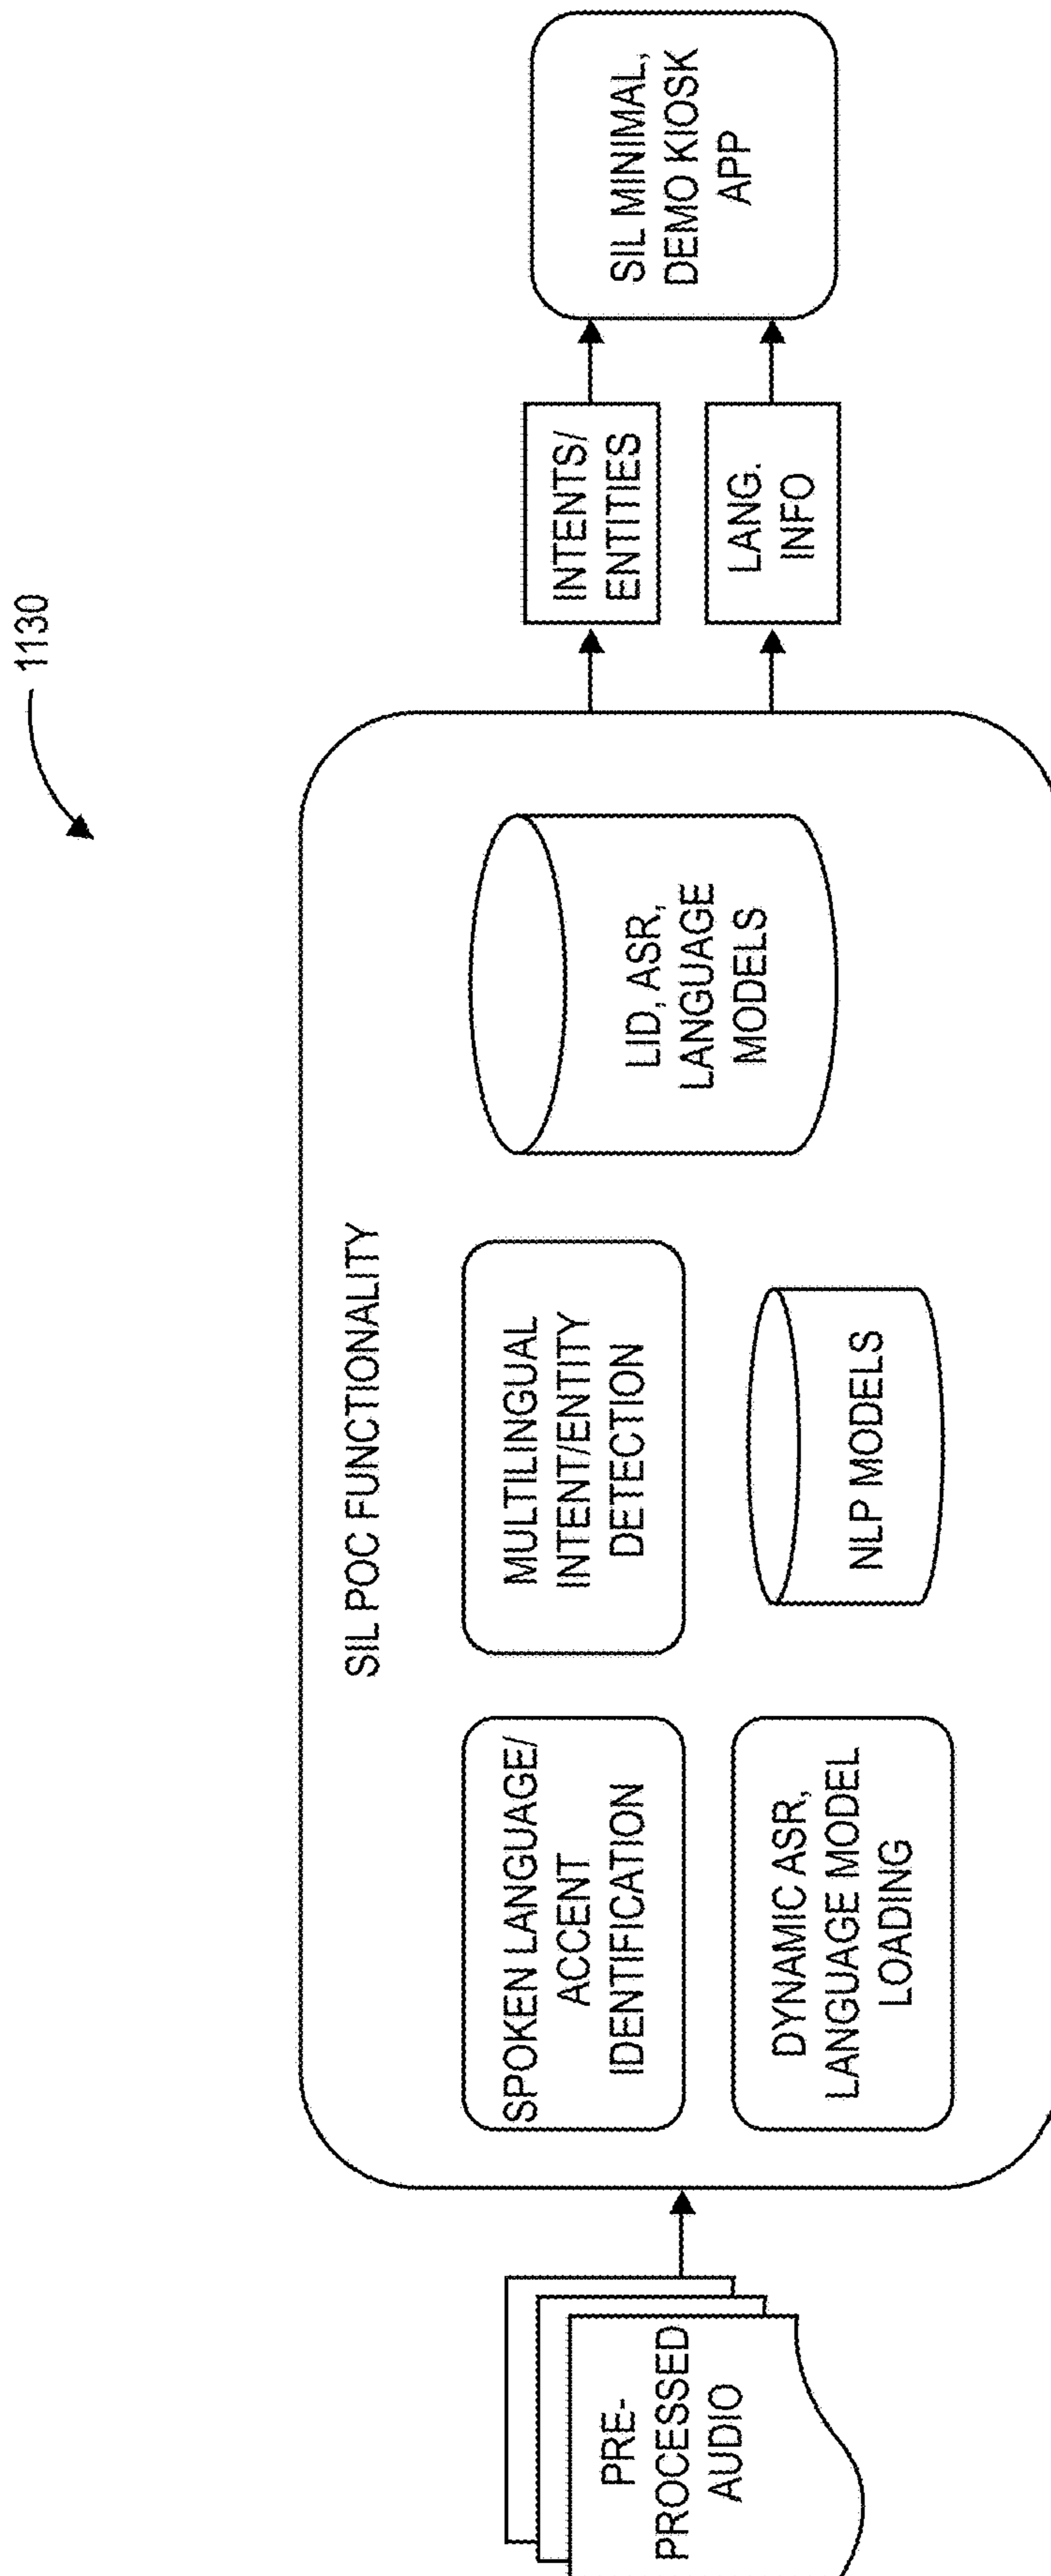 1130
PRE-
PROCESSED
AUDIO
SIL POC FUNCTIONALITY
SPOKEN LANGUAGE/
ACCENT
IDENTIFICATION
MULTILINGUAL
INTENT/ENTITY
DETECTION
DYNAMIC ASR,
LANGUAGE MODEL
LOADING
NLP MODELS
LID, ASR,
LANGUAGE
MODELS
INTENTS/
ENTITIES
LANG.
INFO
SIL MINIMAL,
DEMO KIOSK
APP